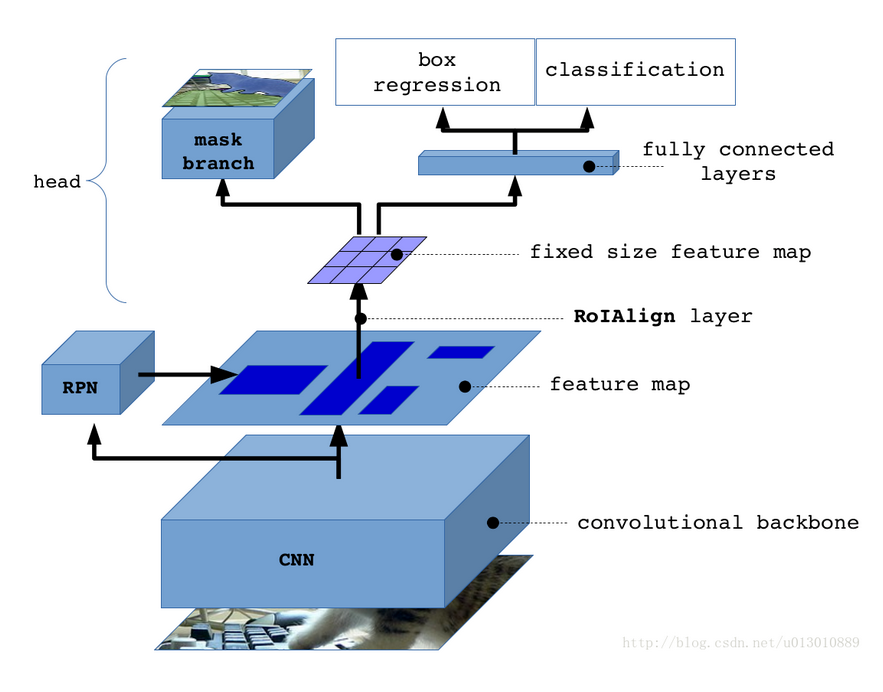 box
regression
classification
mask
branch
fully connected
layers
head
fixed size feature map
RoIAlign layer
RPN
feature map
convolutional backbone
CNN
http://blog.csdn.net/u013010889